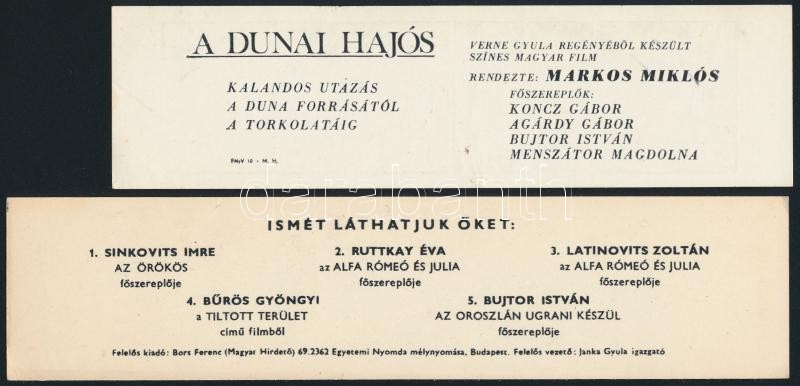 A DUNAI HAJÓS
KALANDOS UTAZÁS
A DUNA FORRÁSÁTÓL
A TORKOLATÁIG
FNyV 10 - M. H.
VERNE GYULA REGÉNYÉBŐL KÉSZÜLT
SZÍNES MAGYAR FILM
RENDEZTE: MARKOS MIKLÓS
FŐSZEREPLŐK:
KONCZ GÁBOR
AGÁRDY GÁBOR
BUJTOR ISTVÁN
MENSZÁTOR MAGDOLNA
darabanth
ISMÉT LÁTHATJUK ŐKET:
1. SINKOVITS IMRE
AZ ÖRÖKÖS
főszereplője
2. RUTTKAY ÉVA
az ALFA RÓMEÓ ÉS JULIA
főszereplője
3. LATINOVITS ZOLTÁN
az ALFA RÓMEÓ ÉS JULIA
főszereplője
4. BŰRÖS GYÖNGYI
a TILTOTT TERÜLET
című filmből
5. BUJTOR ISTVÁN
AZ OROSZLÁN UGRANI KÉSZÜL
főszereplője
Felelős kiadó: Bors Ferenc (Magyar Hirdető) 69.2362 Egyetemi Nyomda mélynyomása, Budapest. Felelős vezető: Janka Gyula igazgató